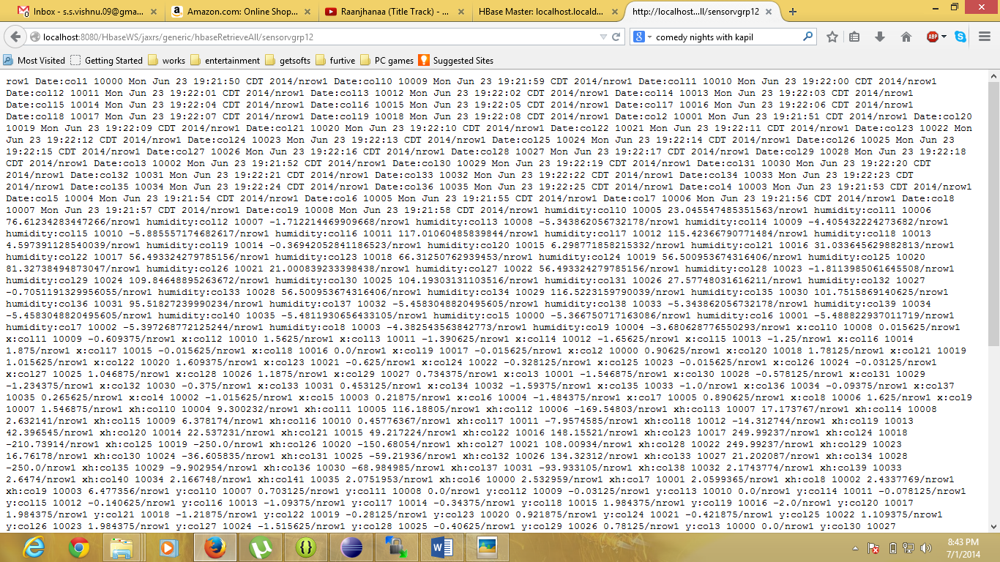 Inbox - s.s.vishnu.09@gma...
Amazon.com: Online Shop...
Raanjhanaa (Title Track) - ...
HBase Master: localhost.locald...
http://localhost...ll/sensorvgrp12
localhost:8080/HbaseWS/jaxrs/generic/hbaseRetrieveAll/sensorvgrp12
comedy nights with kapil
ABP
Most Visited Getting Started works entertainment getsofts furtive PC games Suggested Sites
row1 Date:col1 10000 Mon Jun 23 19:21:50 CDT 2014/nrow1 Date:col10 10009 Mon Jun 23 19:21:59 CDT 2014/nrow1 Date:col11 10010 Mon Jun 23 19:22:00 CDT 2014/nrow1
Date:col12 10011 Mon Jun 23 19:22:01 CDT 2014/nrow1 Date:col13 10012 Mon Jun 23 19:22:02 CDT 2014/nrow1 Date:col14 10013 Mon Jun 23 19:22:03 CDT 2014/nrow1
Date:col15 10014 Mon Jun 23 19:22:04 CDT 2014/nrow1 Date:col16 10015 Mon Jun 23 19:22:05 CDT 2014/nrow1 Date:col17 10016 Mon Jun 23 19:22:06 CDT 2014/nrow1
Date:col18 10017 Mon Jun 23 19:22:07 CDT 2014/nrow1 Date:col19 10018 Mon Jun 23 19:22:08 CDT 2014/nrow1 Date:col2 10001 Mon Jun 23 19:21:51 CDT 2014/nrow1 Date:col20
10019 Mon Jun 23 19:22:09 CDT 2014/nrow1 Date:col21 10020 Mon Jun 23 19:22:10 CDT 2014/nrow1 Date:col22 10021 Mon Jun 23 19:22:11 CDT 2014/nrow1 Date:col23 10022 Mon
Jun 23 19:22:12 CDT 2014/nrow1 Date:col24 10023 Mon Jun 23 19:22:13 CDT 2014/nrow1 Date:col25 10024 Mon Jun 23 19:22:14 CDT 2014/nrow1 Date:col26 10025 Mon Jun 23
19:22:15 CDT 2014/nrow1 Date:col27 10026 Mon Jun 23 19:22:16 CDT 2014/nrow1 Date:col28 10027 Mon Jun 23 19:22:17 CDT 2014/nrow1 Date:col29 10028 Mon Jun 23 19:22:18
CDT 2014/nrow1 Date:col3 10002 Mon Jun 23 19:21:52 CDT 2014/nrow1 Date:col30 10029 Mon Jun 23 19:22:19 CDT 2014/nrow1 Date:col31 10030 Mon Jun 23 19:22:20 CDT
2014/nrow1 Date:col32 10031 Mon Jun 23 19:22:21 CDT 2014/nrow1 Date:col33 10032 Mon Jun 23 19:22:22 CDT 2014/nrow1 Date:col34 10033 Mon Jun 23 19:22:23 CDT
2014/nrow1 Date:col35 10034 Mon Jun 23 19:22:24 CDT 2014/nrow1 Date:col36 10035 Mon Jun 23 19:22:25 CDT 2014/nrow1 Date:col4 10003 Mon Jun 23 19:21:53 CDT 2014/nrow1
Date:col5 10004 Mon Jun 23 19:21:54 CDT 2014/nrow1 Date:col6 10005 Mon Jun 23 19:21:55 CDT 2014/nrow1 Date:col7 10006 Mon Jun 23 19:21:56 CDT 2014/nrow1 Date:col8
10007 Mon Jun 23 19:21:57 CDT 2014/nrow1 Date:col9 10008 Mon Jun 23 19:21:58 CDT 2014/nrow1 humidity:col10 10005 23.045547485351563/nrow1 humidity:col11 10006
76.61234283447266/nrow1 humidity:col12 10007 -1.712214469909668/nrow1 humidity:col13 10008 -5.343862056732178/nrow1 humidity:col14 10009 -4.405432224273682/nrow1
humidity:col15 10010 -5.885557174682617/nrow1 humidity:col16 10011 117.01060485839844/nrow1 humidity:col17 10012 115.42366790771484/nrow1 humidity:col18 10013
4.597391128540039/nrow1 humidity:col19 10014 -0.36942052841186523/nrow1 humidity:col20 10015 6.298771858215332/nrow1 humidity:col21 10016 31.033645629882813/nrow1
humidity:col22 10017 56.493324279785156/nrow1 humidity:col23 10018 66.31250762939453/nrow1 humidity:col24 10019 56.500953674316406/nrow1 humidity:col25 10020
81.32738494873047/nrow1 humidity:col26 10021 21.000839233398438/nrow1 humidity:col27 10022 56.493324279785156/nrow1 humidity:col28 10023 -1.8113985061645508/nrow1
humidity:col29 10024 109.84648895263672/nrow1 humidity:col30 10025 104.19303131103516/nrow1 humidity:col31 10026 27.57748031616211/nrow1 humidity:col32 10027
-0.7051191329956055/nrow1 humidity:col33 10028 56.500953674316406/nrow1 humidity:col34 10029 116.5223159790039/nrow1 humidity:col35 10030 101.7515869140625/nrow1
humidity:col36 10031 95.51827239990234/nrow1 humidity:col37 10032 -5.4583048820495605/nrow1 humidity:col38 10033 -5.343862056732178/nrow1 humidity:col39 10034
-5.4583048820495605/nrow1 humidity:col40 10035 -5.4811930656433105/nrow1 humidity:col5 10000 -5.366750717163086/nrow1 humidity:col6 10001 -5.488822937011719/nrow1
humidity:col7 10002 -5.397268772125244/nrow1 humidity:col8 10003 -4.382543563842773/nrow1 humidity:col9 10004 -3.680628776550293/nrow1 x:col10 10008 0.015625/nrow1
x:col11 10009 -0.609375/nrow1 x:col12 10010 1.5625/nrow1 x:col13 10011 -1.390625/nrow1 x:col14 10012 -1.65625/nrow1 x:col15 10013 -1.25/nrow1 x:col16 10014
1.875/nrow1 x:col17 10015 -0.015625/nrow1 x:col18 10016 0.0/nrow1 x:col19 10017 -0.015625/nrow1 x:col2 10000 0.90625/nrow1 x:col20 10018 1.78125/nrow1 x:col21 10019
1.015625/nrow1 x:col22 10020 1.609375/nrow1 x:col23 10021 -0.625/nrow1 x:col24 10022 -0.328125/nrow1 x:col25 10023 -0.015625/nrow1 x:col26 10024 -0.03125/nrow1
x:col27 10025 1.046875/nrow1 x:col28 10026 1.1875/nrow1 x:col29 10027 0.734375/nrow1 x:col3 10001 -1.546875/nrow1 x:col30 10028 -0.578125/nrow1 x:col31 10029
-1.234375/nrow1 x:col32 10030 -0.375/nrow1 x:col33 10031 0.453125/nrow1 x:col34 10032 -1.59375/nrow1 x:col35 10033 -1.0/nrow1 x:col36 10034 -0.09375/nrow1 x:col37
10035 0.265625/nrow1 x:col4 10002 -1.015625/nrow1 x:col5 10003 0.21875/nrow1 x:col6 10004 -1.484375/nrow1 x:col7 10005 0.890625/nrow1 x:col8 10006 1.625/nrow1 x:col9
10007 1.546875/nrow1 xh:col10 10004 9.300232/nrow1 xh:col11 10005 116.18805/nrow1 xh:col12 10006 -169.54803/nrow1 xh:col13 10007 17.173767/nrow1 xh:col14 10008
2.632141/nrow1 xh:col15 10009 6.378174/nrow1 xh:col16 10010 0.45776367/nrow1 xh:col17 10011 -7.9574585/nrow1 xh:col18 10012 -14.312744/nrow1 xh:col19 10013
42.396545/nrow1 xh:col20 10014 22.537231/nrow1 xh:col21 10015 49.217224/nrow1 xh:col22 10016 148.15521/nrow1 xh:col23 10017 249.99237/nrow1 xh:col24 10018
-210.73914/nrow1 xh:col25 10019 -250.0/nrow1 xh:col26 10020 -150.68054/nrow1 xh:col27 10021 108.00934/nrow1 xh:col28 10022 249.99237/nrow1 xh:col29 10023
16.76178/nrow1 xh:col30 10024 -36.605835/nrow1 xh:col31 10025 -59.21936/nrow1 xh:col32 10026 134.32312/nrow1 xh:col33 10027 21.202087/nrow1 xh:col34 10028
-250.0/nrow1 xh:col35 10029 -9.902954/nrow1 xh:col36 10030 -68.984985/nrow1 xh:col37 10031 -93.933105/nrow1 xh:col38 10032 2.1743774/nrow1 xh:col39 10033
2.6474/nrow1 xh:col40 10034 2.166748/nrow1 xh:col41 10035 2.0751953/nrow1 xh:col6 10000 2.532959/nrow1 xh:col7 10001 2.0599365/nrow1 xh:col8 10002 2.4337769/nrow1
xh:col9 10003 6.477356/nrow1 y:col10 10007 0.703125/nrow1 y:col11 10008 0.0/nrow1 y:col12 10009 -0.03125/nrow1 y:col13 10010 0.0/nrow1 y:col14 10011 -0.078125/nrow1
y:col15 10012 -0.140625/nrow1 y:col16 10013 -1.09375/nrow1 y:col17 10014 -0.34375/nrow1 y:col18 10015 1.984375/nrow1 y:col19 10016 -2.0/nrow1 y:col20 10017
1.984375/nrow1 y:col21 10018 -1.21875/nrow1 y:col22 10019 -0.28125/nrow1 y:col23 10020 0.921875/nrow1 y:col24 10021 -0.421875/nrow1 y:col25 10022 1.109375/nrow1
y:col26 10023 1.984375/nrow1 y:col27 10024 -1.515625/nrow1 y:col28 10025 -0.40625/nrow1 y:col29 10026 0.78125/nrow1 y:col3 10000 0.0/nrow1 y:col30 10027
8:43 PM
7/1/2014